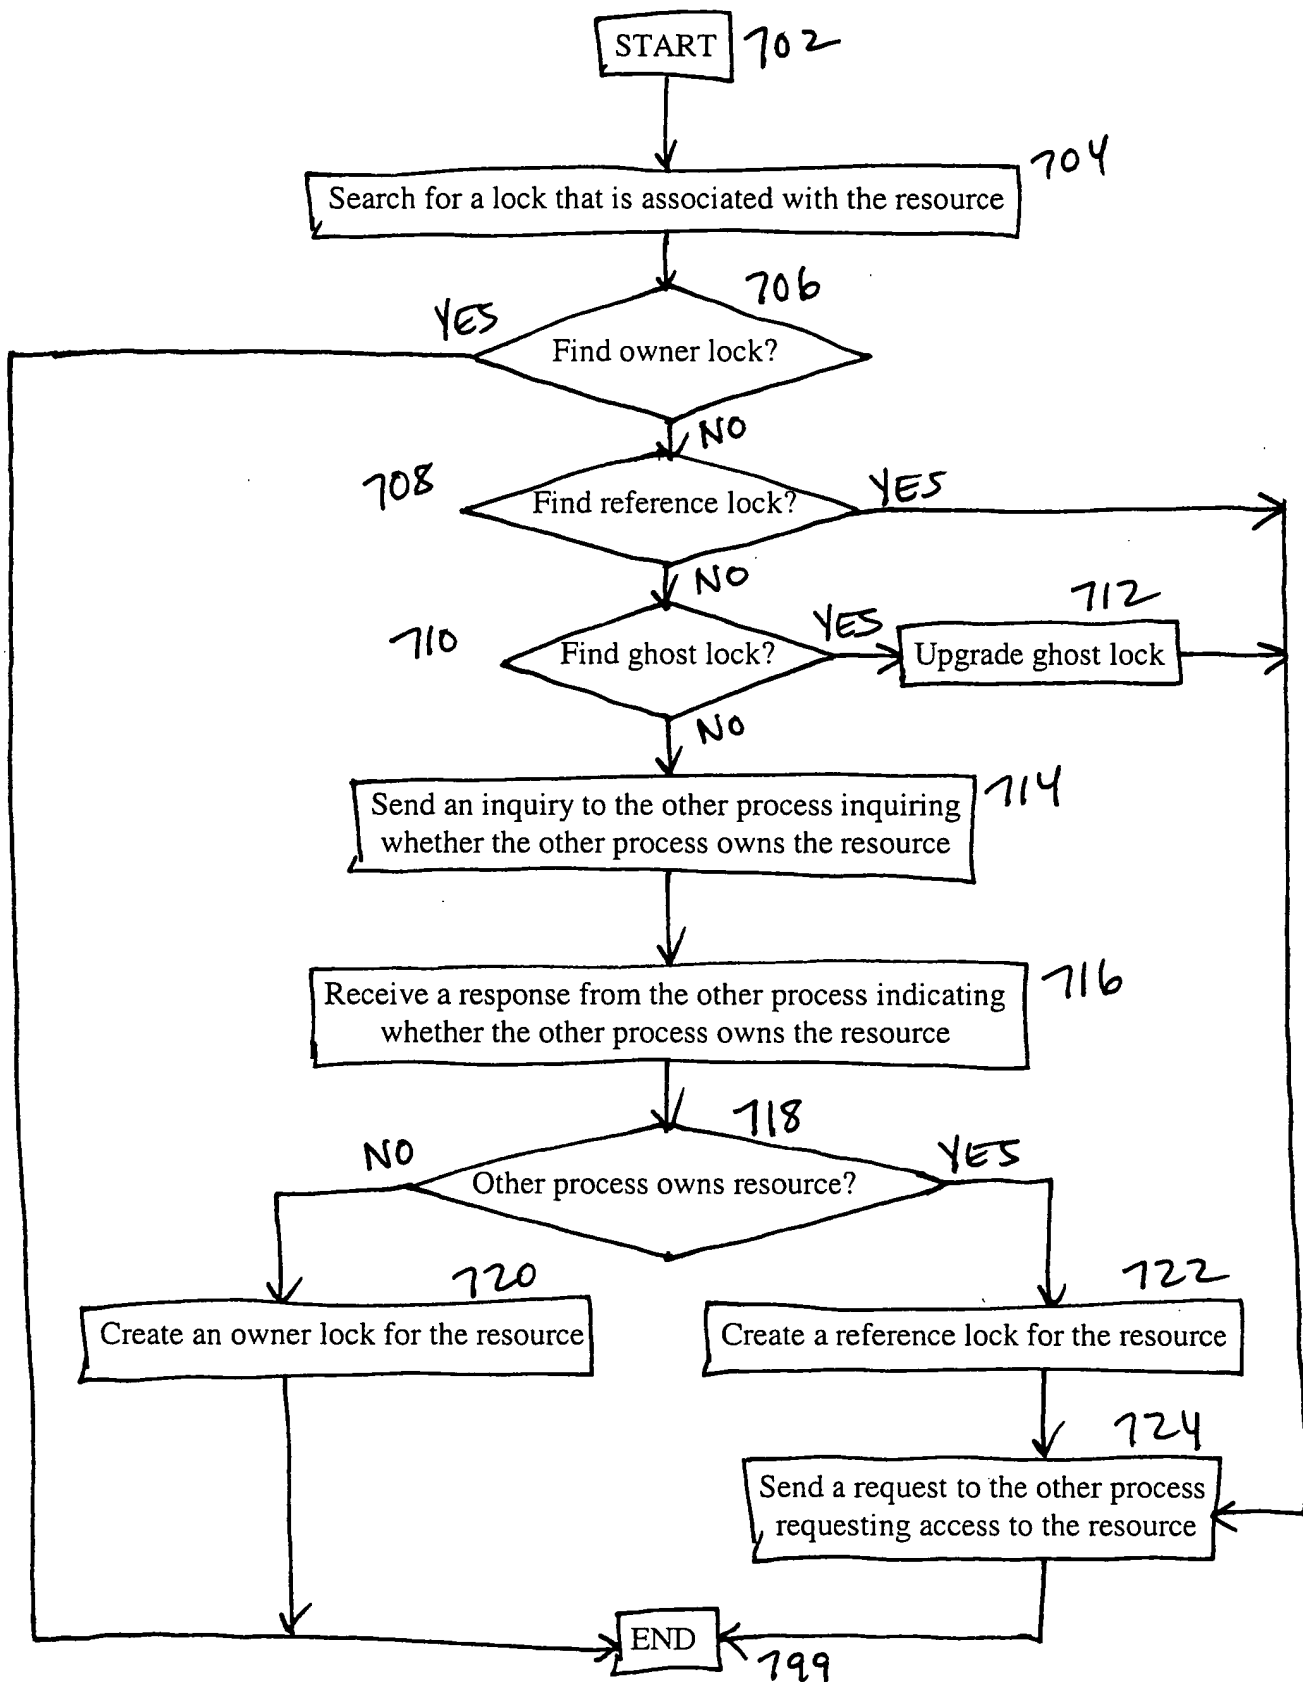 START 702
704
Search for a lock that is associated with the resource
706
YES
Find owner lock?
NO
708
Find reference lock?
YES
NO
712
710
Find ghost lock?
YES
Upgrade ghost lock
NO
714
Send an inquiry to the other process inquiring
whether the other process owns the resource
716
Receive a response from the other process indicating
whether the other process owns the resource
718
NO
YES
Other process owns resource?
720
722
Create an owner lock for the resource
Create a reference lock for the resource
724
Send a request to the other process
requesting access to the resource
END
799